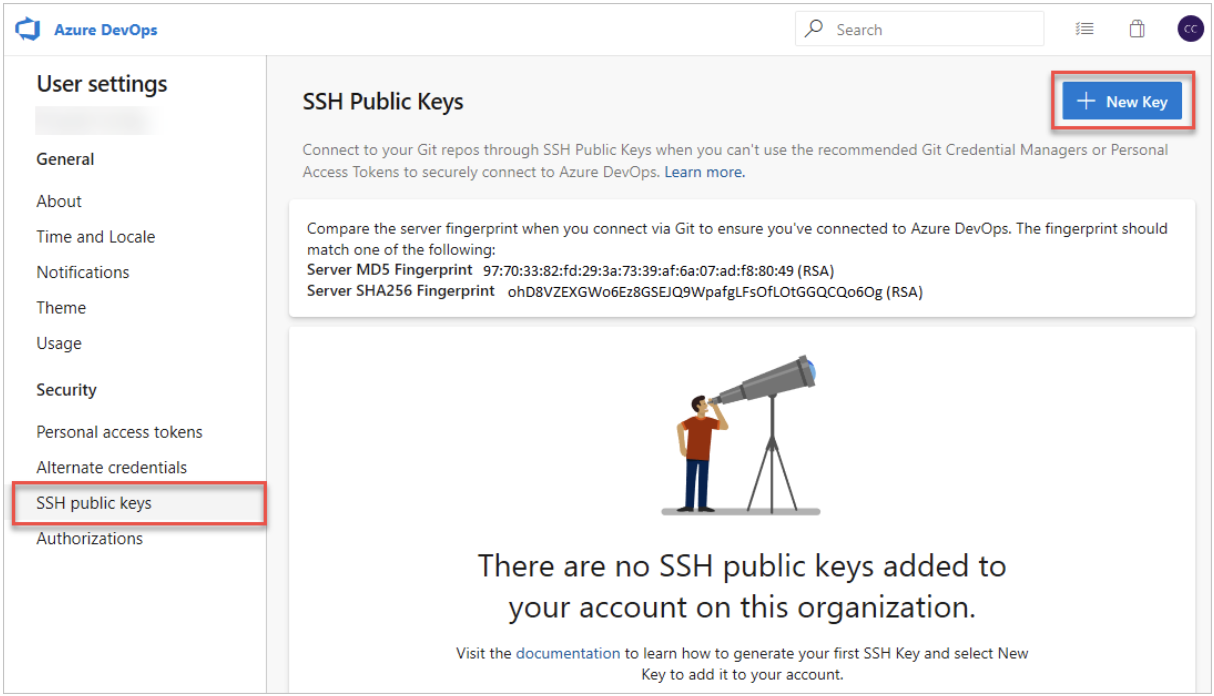 Azure DevOps
Search
CC
User settings
General
About
Time and Locale
Notifications
Theme
Usage
Security
Personal access tokens
Alternate credentials
SSH public keys
Authorizations
SSH Public Keys
New Key
Connect to your Git repos through SSH Public Keys when you can't use the recommended Git Credential Managers or Personal
Access Tokens to securely connect to Azure DevOps. Learn more.
Compare the server fingerprint when you connect via Git to ensure you've connected to Azure DevOps. The fingerprint should
match one of the following:
Server MD5 Fingerprint 97:70:33:82:fd:29:3a:73:39:af:6a:07:ad:f8:80:49 (RSA)
Server SHA256 Fingerprint ohD8VZEXGWo6Ez8GSEJQ9WpafgLFsOfLOtGGQCQo6Og (RSA)
There are no SSH public keys added to
your account on this organization.
Visit the documentation to learn how to generate your first SSH Key and select New
Key to add it to your account.